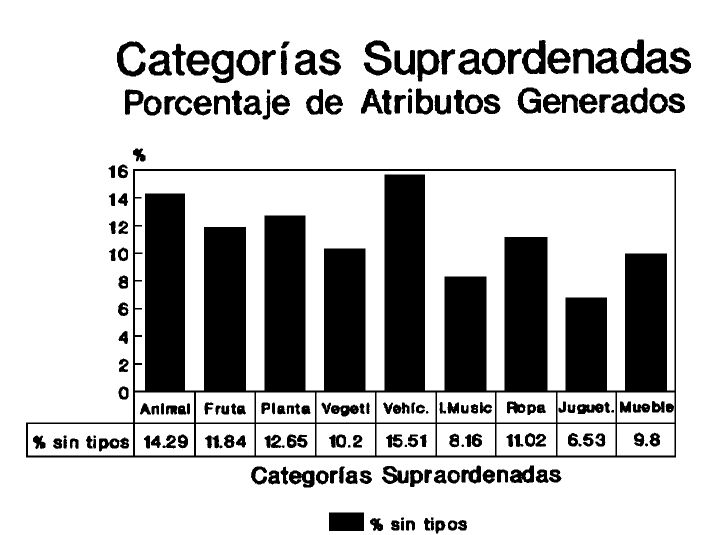 Categorías Supraordenadas
Porcentaje de Atributos Generados
%
16
14
12
10
8
6
4
2
0
Animal Fruta Planta Vegetl Vehíc. I.Music Ropa Juguet. Mueble
% sin tipos 14.29 11.84 12.65 10.2 15.51 8.16 11.02 6.53 9.8
Categorías Supraordenadas
% sin tipos